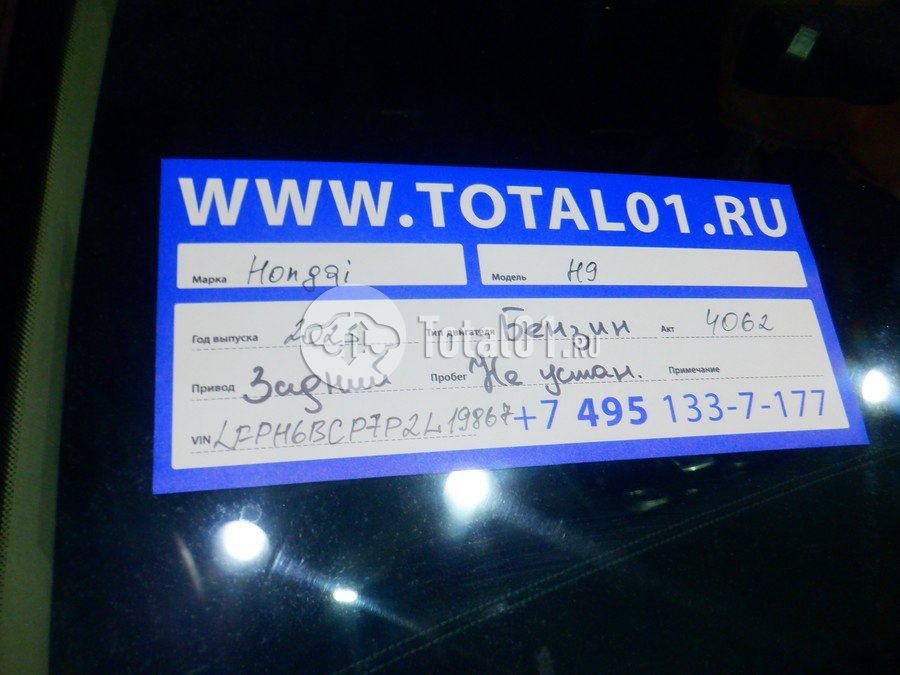 WWW.TOTAL01.RU
Марка Hongqi Модель H9
Год выпуска 2023 Тип двигателя Бензин Акт 4062
Total01.ru
Привод Задний Пробег Не устан. Примечание
VIN LFPH6BCP7P2L19867 +7 495 133-7-177